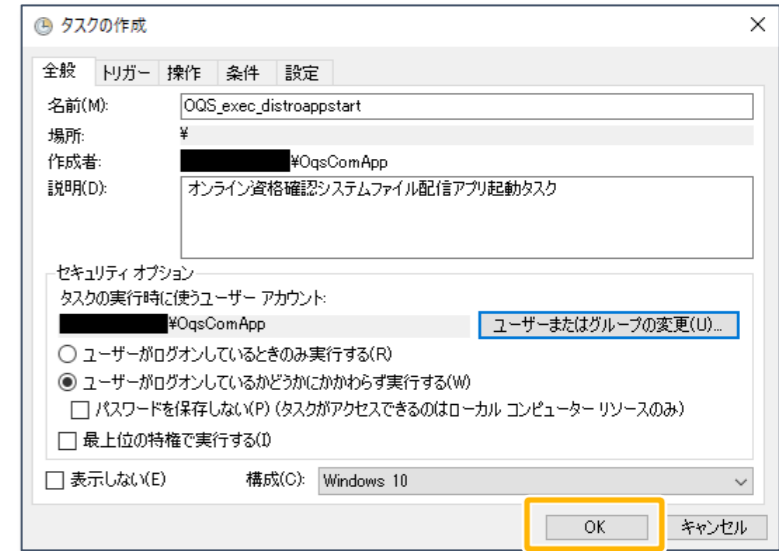 タスクの作成
全般 トリガー 操作 条件 設定
名前(M): OQS_exec_distroappstart
場所: ¥
作成者: ¥OqsComApp
説明(D): オンライン資格確認システムファイル配信アプリ起動タスク
セキュリティ オプション
タスクの実行時に使うユーザー アカウント:
¥OqsComApp ユーザーまたはグループの変更(U)...
ユーザーがログオンしているときのみ実行する(R)
ユーザーがログオンしているかどうかにかかわらず実行する(W)
パスワードを保存しない(P) (タスクがアクセスできるのはローカル コンピューター リソースのみ)
最上位の特権で実行する(I)
表示しない(E) 構成(C): Windows 10
OK キャンセル